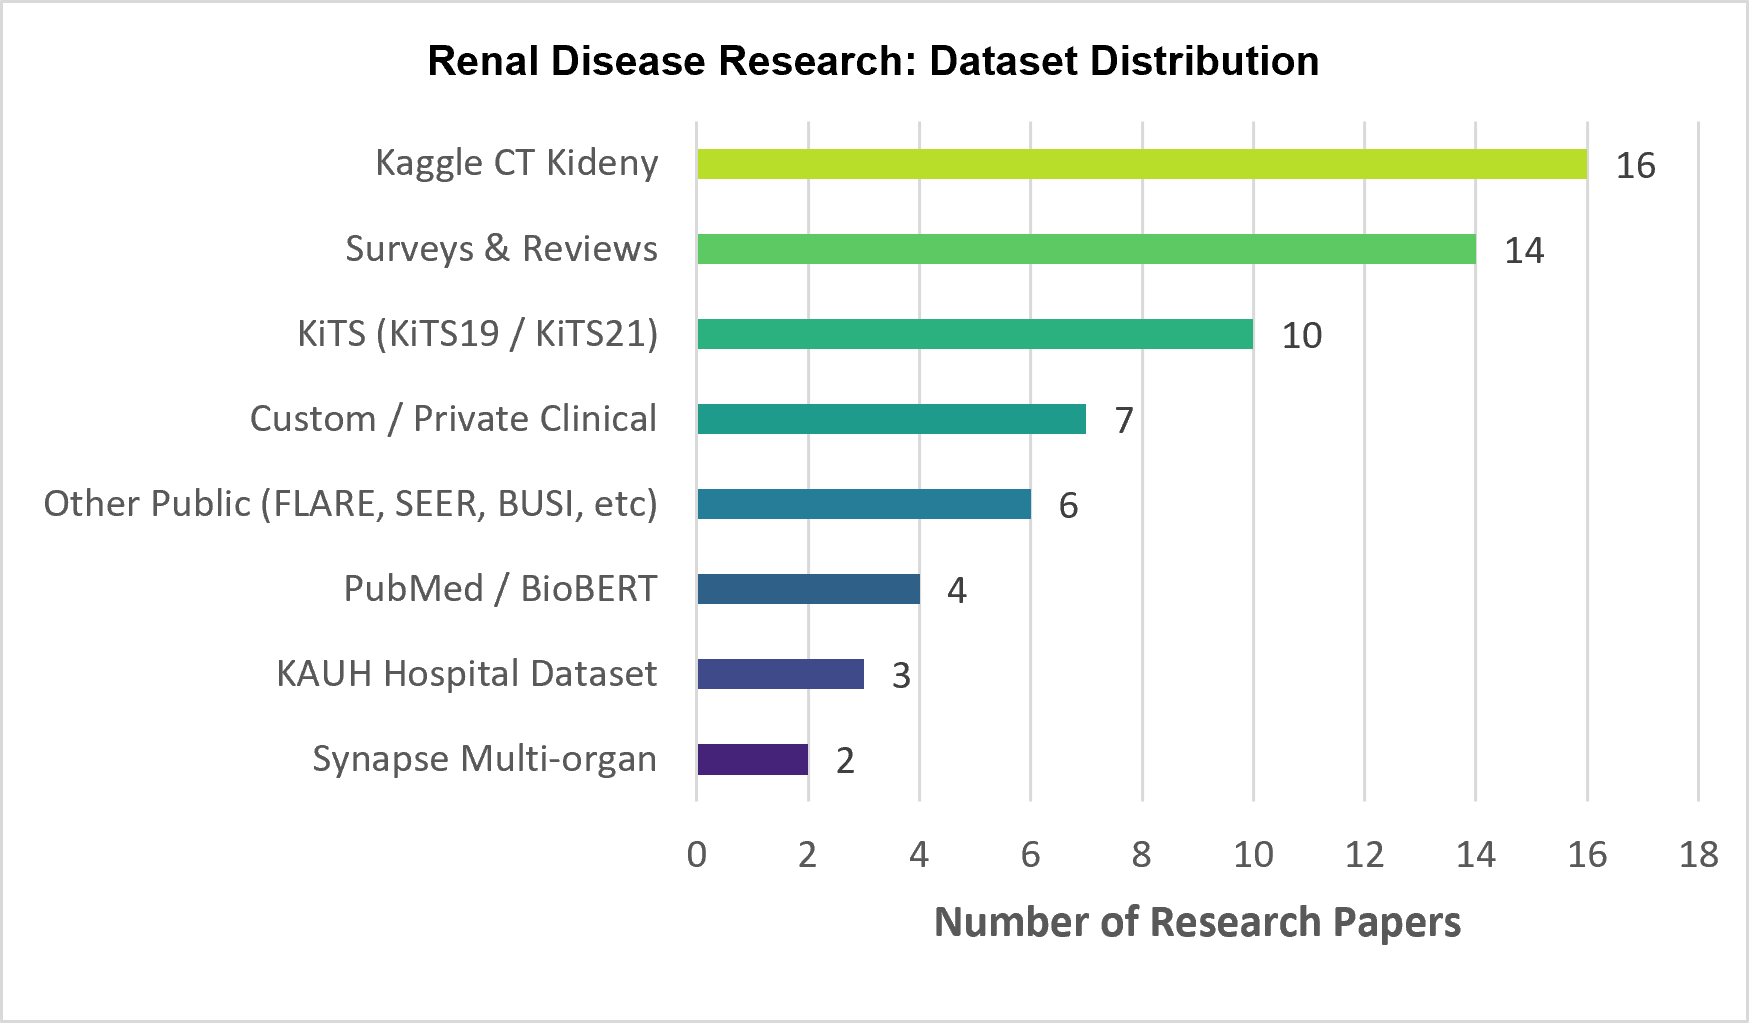 Renal Disease Research: Dataset Distribution
Kaggle CT Kideny 16
Surveys & Reviews 14
KiTS (KiTS19 / KiTS21) 10
Custom / Private Clinical 7
Other Public (FLARE, SEER, BUSI, etc) 6
PubMed / BioBERT 4
KAUH Hospital Dataset 3
Synapse Multi-organ 2
0 2 4 6 8 10 12 14 16 18
Number of Research Papers